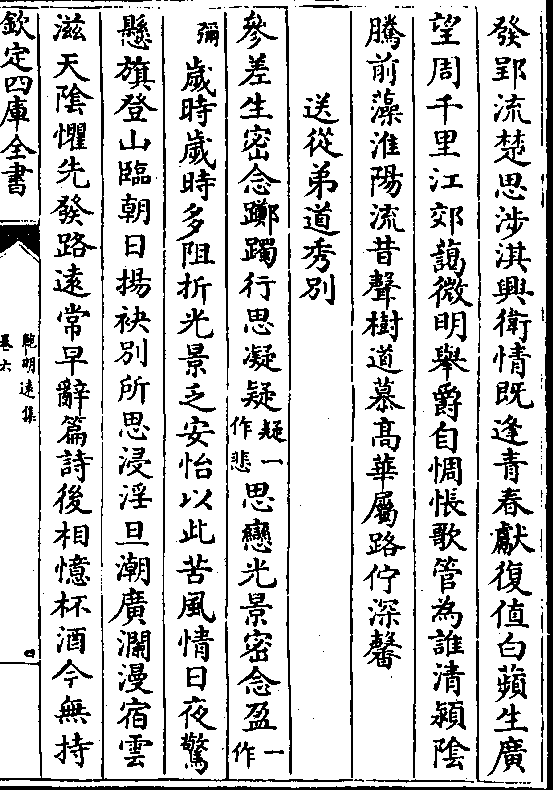 發郢流楚思涉淇興衛情既逢青春獻復值白蘋生廣
望周千里江郊藹微明舉爵自惆悵歌管為誰清潁陰
騰前藻淮陽流昔聲樹道慕高華屬路佇深馨
送從弟道秀别
參差生密念躑躅行思凝疑疑一作悲思戀光景密念盈一作
彌歲時歲時多阻折光景乏安怡以此苦風情日夜驚
懸旗登山臨朝日揚袂别所思浸淫旦潮廣瀾漫宿雲
滋天陰懼先發路遠常早辭篇詩後相憶杯酒今無持
欽定四庫全書
鮑明遠集
卷六
四